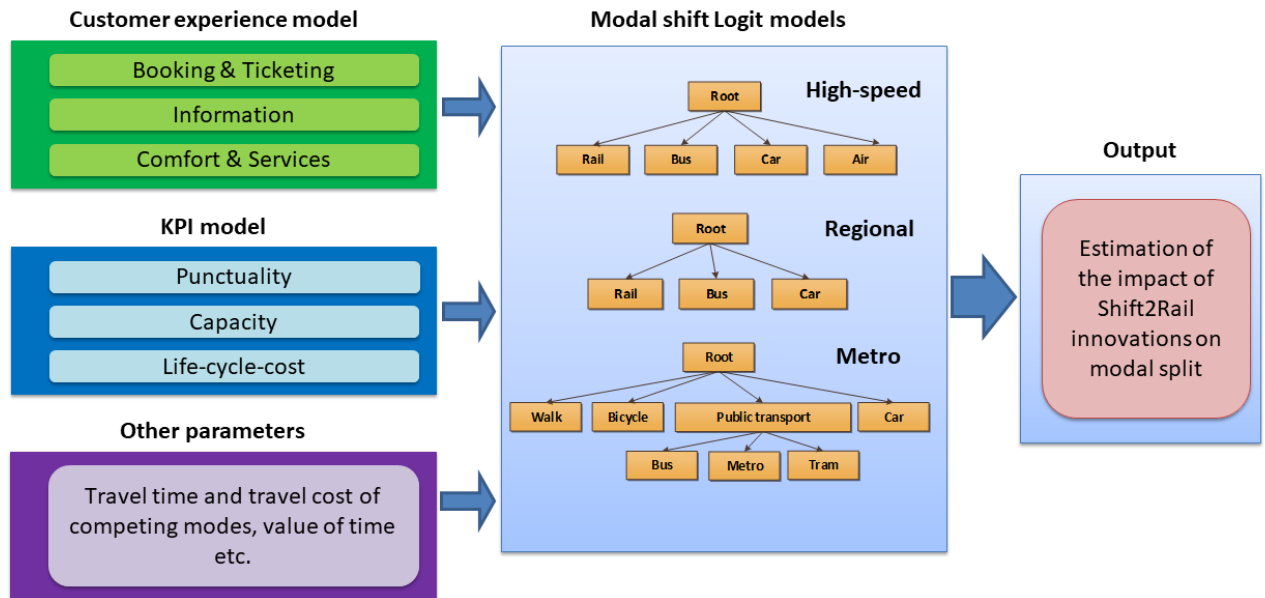 Customer experience model
Booking & Ticketing
Information
Comfort & Services
KPI model
Punctuality
Capacity
Life-cycle-cost
Other parameters
Travel time and travel cost of
competing modes, value of time
etc.
Modal shift Logit models
High-speed
Root
Rail
Bus
Car
Air
Regional
Root
Rail
Bus
Car
Metro
Root
Walk
Bicycle
Public transport
Car
Bus
Metro
Tram
Output
Estimation of
the impact of
Shift2Rail
innovations on
modal split